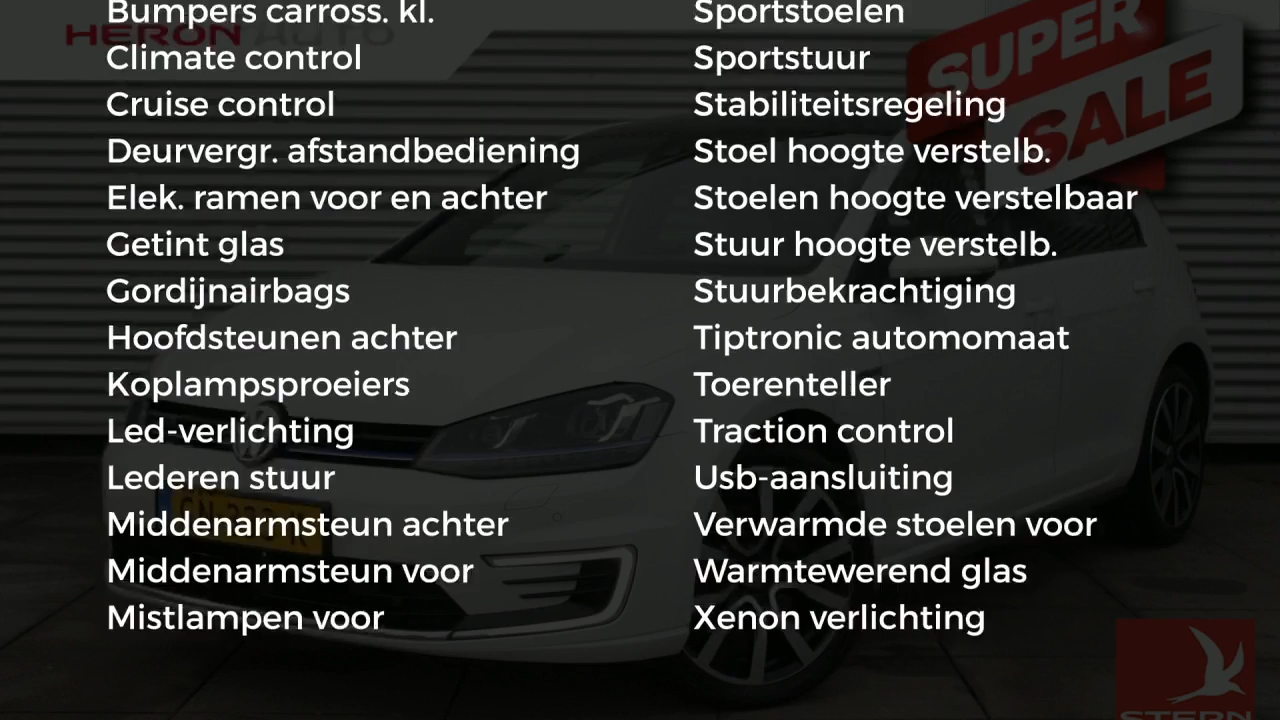 HERON AUTO
SUPER
SALE
Bumpers carross. kl.
Climate control
Cruise control
Deurvergr. afstandbediening
Elek. ramen voor en achter
Getint glas
Gordijnairbags
Hoofdsteunen achter
Koplampsproeiers
Led-verlichting
Lederen stuur
Middenarmsteun achter
Middenarmsteun voor
Mistlampen voor
Sportstoelen
Sportstuur
Stabiliteitsregeling
Stoel hoogte verstelb.
Stoelen hoogte verstelbaar
Stuur hoogte verstelb.
Stuurbekrachtiging
Tiptronic automomaat
Toerenteller
Traction control
Usb-aansluiting
Verwarmde stoelen voor
Warmtewerend glas
Xenon verlichting
STERN